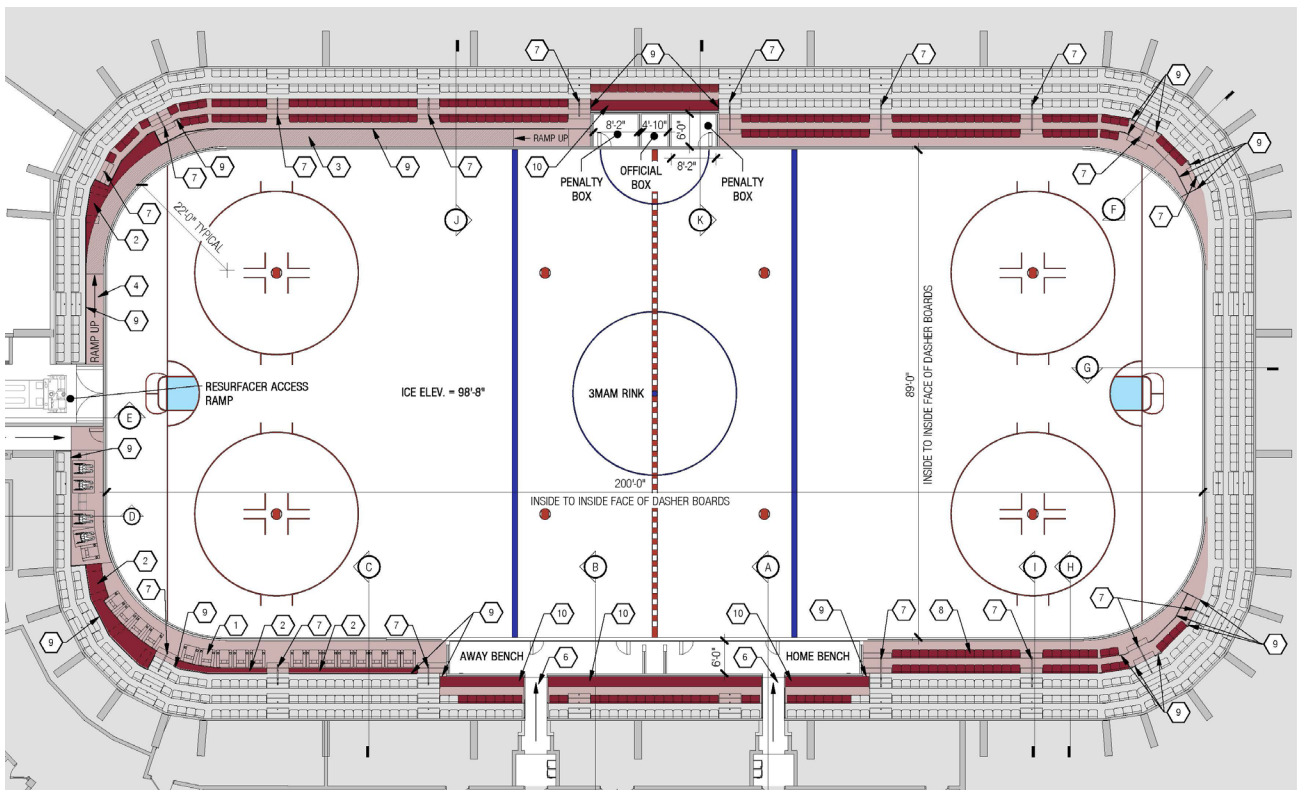 7
9
7
7
7
9
8'-2"
4'-10"
6'-0"
RAMP UP
8'-2"
9
7
9
7
3
9
7
10
PENALTY
BOX
OFFICIAL
BOX
PENALTY
BOX
7
9
7
7
2
22'-0" TYPICAL
J
K
F
4
9
RAMP UP
RESURFACER ACCESS
RAMP
ICE ELEV. = 98'-8"
3MAM RINK
89'-0"
INSIDE TO INSIDE FACE OF DASHER BOARDS
G
E
9
200'-0"
INSIDE TO INSIDE FACE OF DASHER BOARDS
D
2
7
C
B
A
I
H
9
9
1
2
7
2
7
9
10
10
10
9
7
8
7
7
9
9
AWAY BENCH
6
6'-0"
6
HOME BENCH